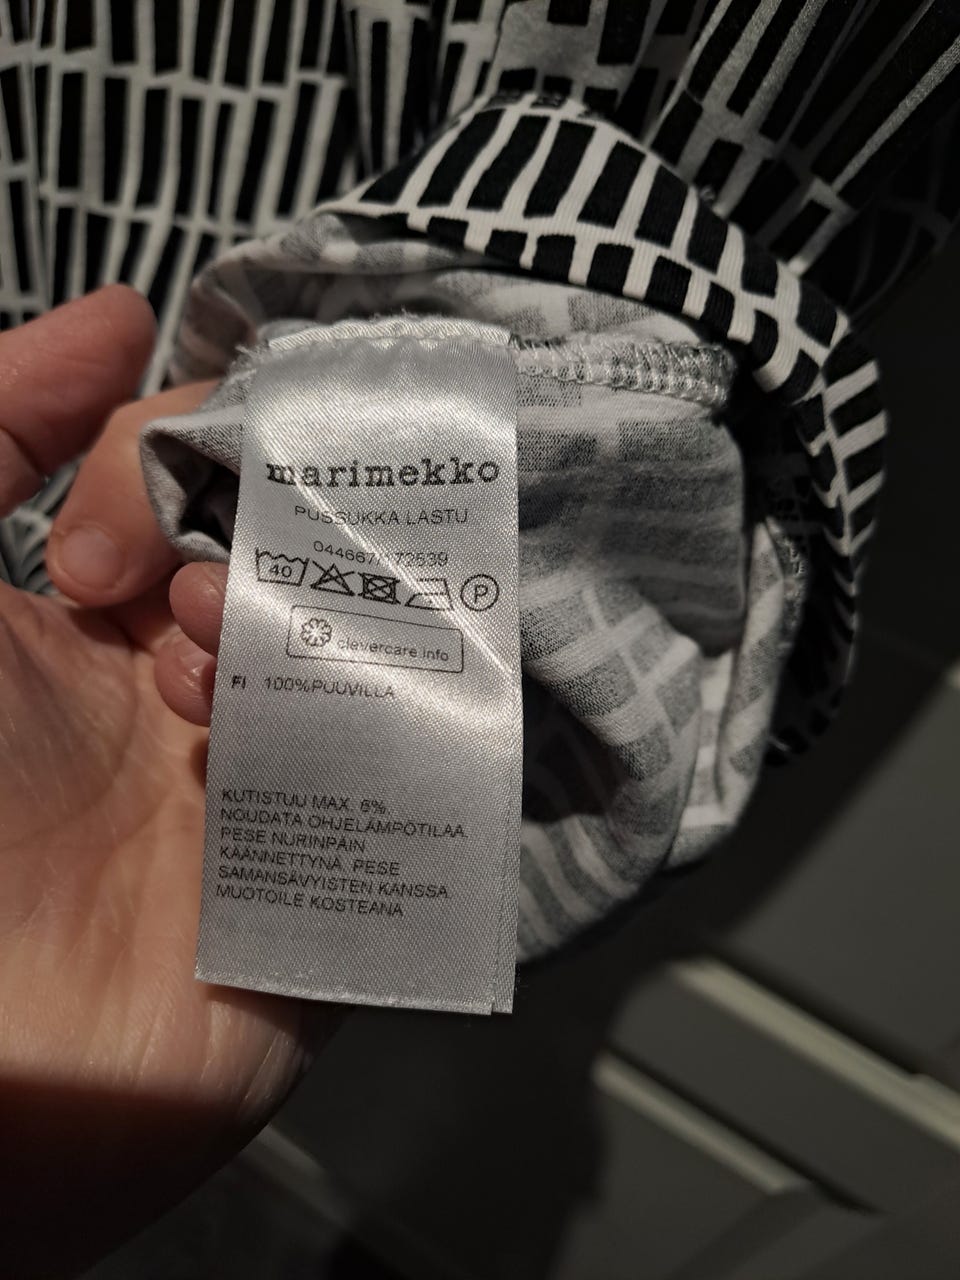 marimekko
PUSSUKKA LASTU
40
P
clevercare.info
FI 100%PUUVILLA
KUTISTUU MAX. 6%
NOUDATA OHJELÄMPÖTILAA.
PESE NURINPÄIN
KÄÄNNETTYNÄ. PESE
SAMANSÄVYISTEN KANSSA.
MUOTOILE KOSTEANA